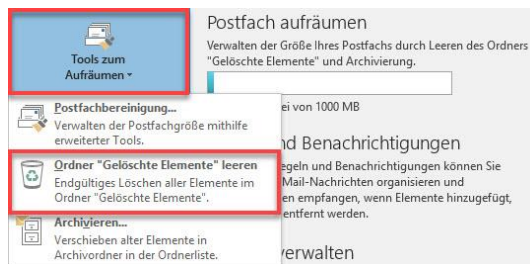 Postfach aufräumen
Verwalten der Größe Ihres Postfachs durch Leeren des Ordners
"Gelöschte Elemente" und Archivierung.
Tools zum
Aufräumen
ei von 1000 MB
Postfachbereinigung...
Verwalten der Postfachgröße mithilfe
erweiterter Tools.
nd Benachrichtigungen
egeln und Benachrichtigungen können Sie
Mail-Nachrichten organisieren und
en empfangen, wenn Elemente hinzugefügt,
entfernt werden.
Ordner "Gelöschte Elemente" leeren
Endgültiges Löschen aller Elemente im
Ordner "Gelöschte Elemente".
Archivieren...
Verschieben alter Elemente in
Archivordner in der Ordnerliste.
verwalten